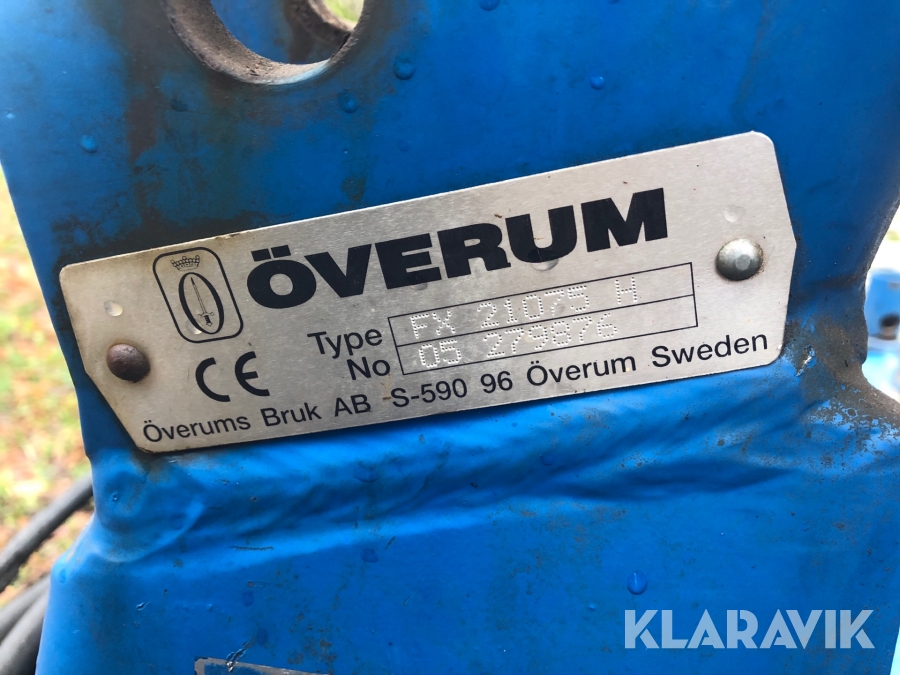 ÖVERUM
Type FX 21075 H
No 05 279876
CE
Överums Bruk AB S-590 96 Överum Sweden
KLARAVIK